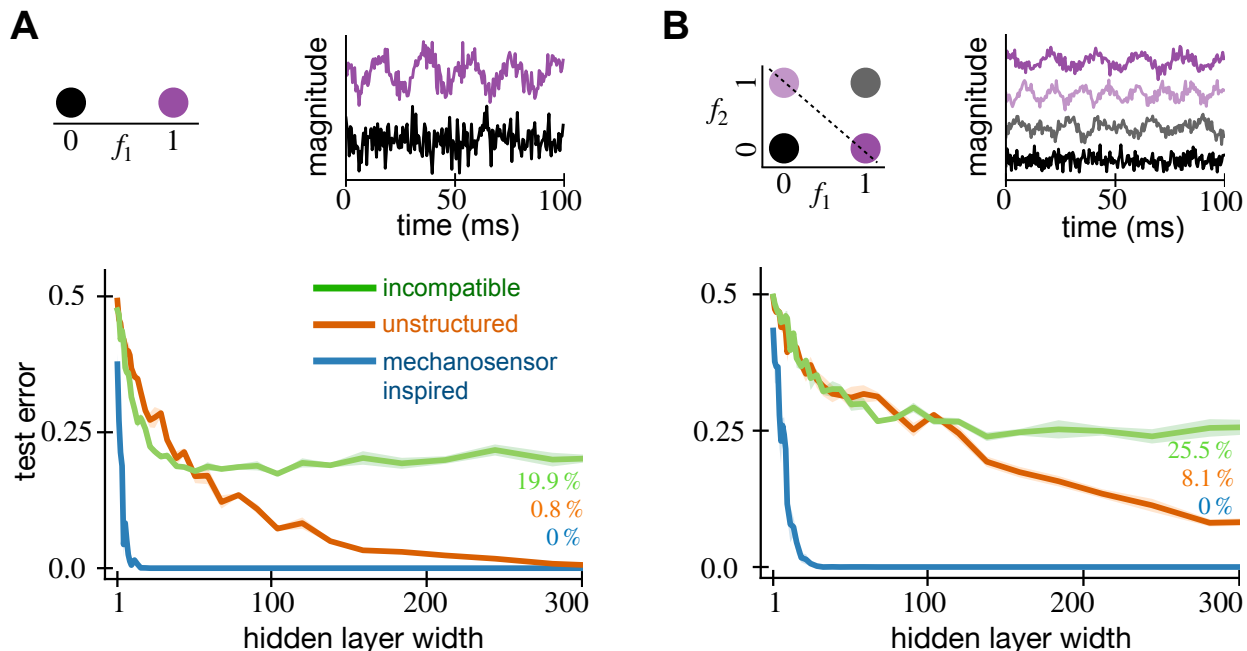 A
magnitude
0
1
f₁
0
50
100
time (ms)
B
1
f₂
0
0
1
f₁
magnitude
0
50
100
time (ms)
0.5
incompatible
unstructured
mechanosensor
inspired
test error
0.25
19.9 %
0.8 %
0 %
0.0
1
100
200
300
hidden layer width
0.5
0.25
25.5 %
8.1 %
0 %
0.0
1
100
200
300
hidden layer width